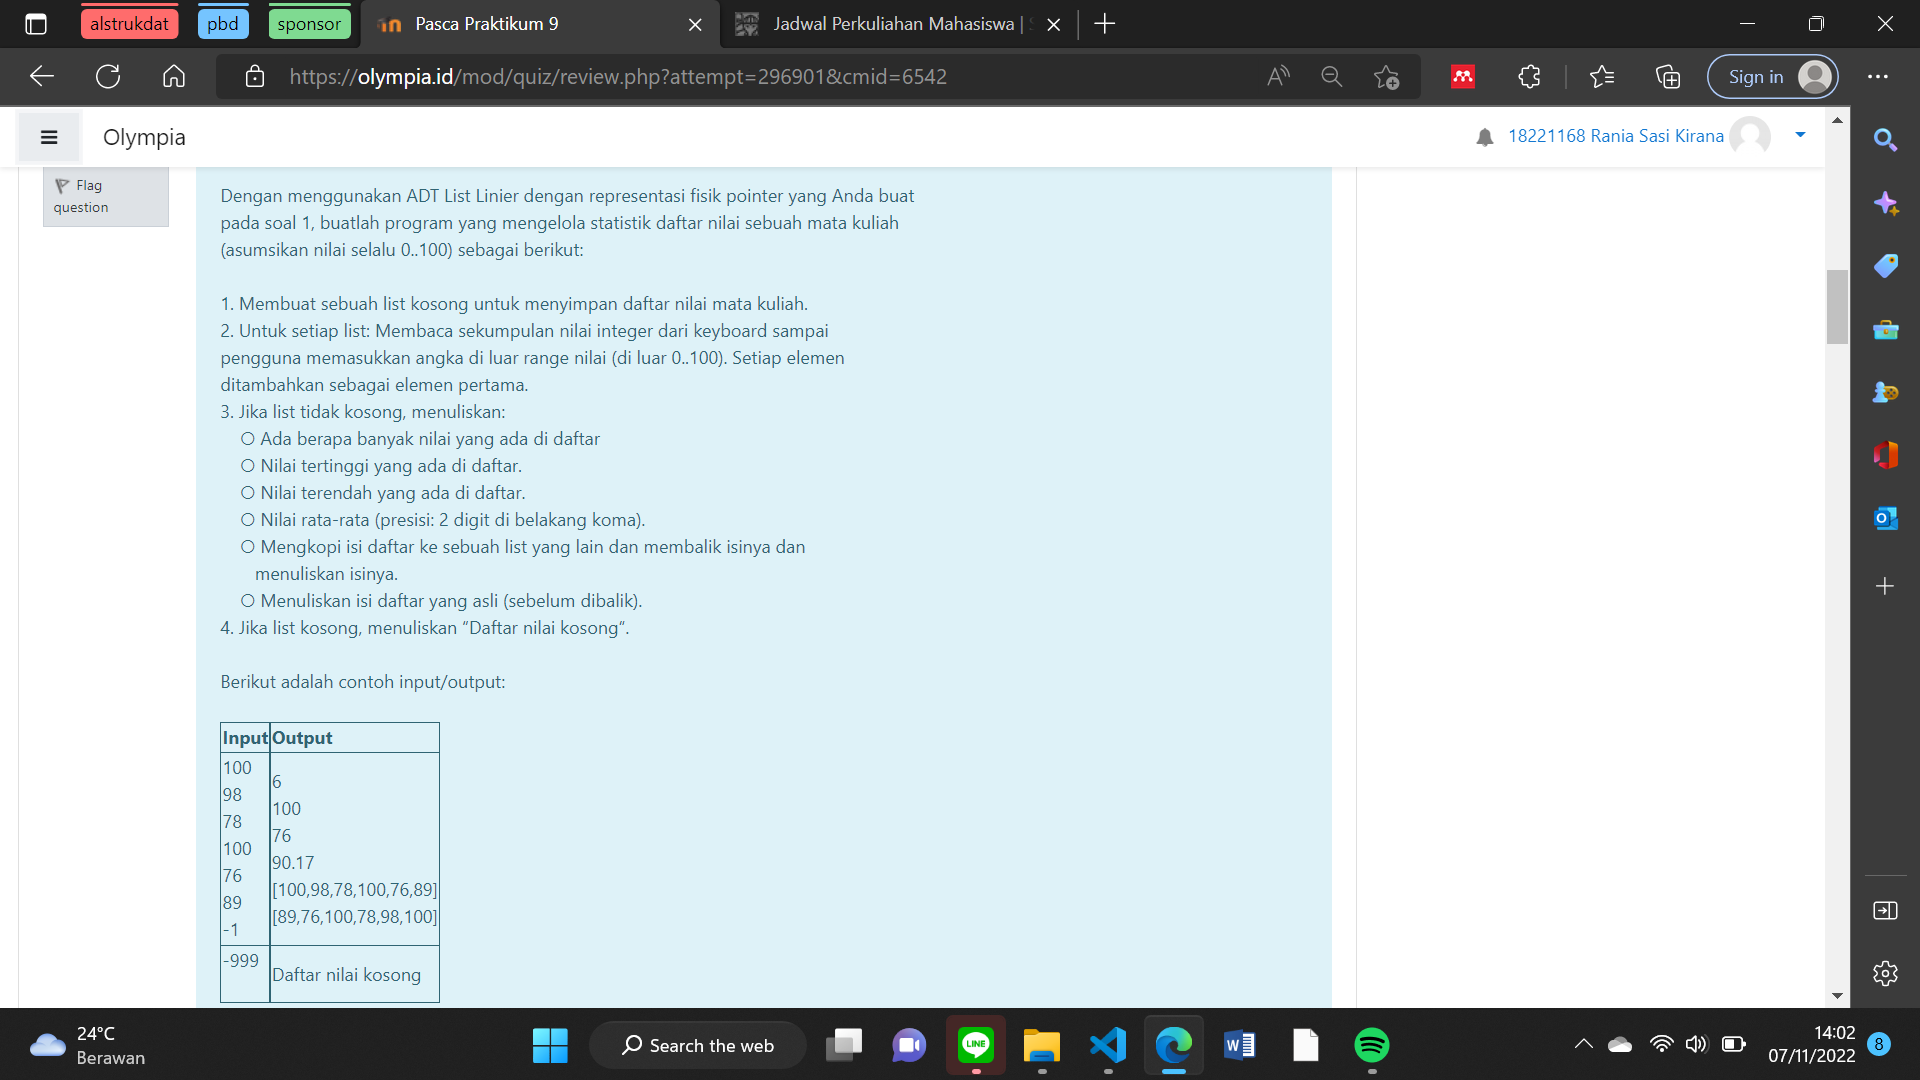 alstrukdat
pbd
sponsor
Pasca Praktikum 9
Jadwal Perkuliahan Mahasiswa |
https://olympia.id/mod/quiz/review.php?attempt=296901&cmid=6542
Sign in
Olympia
18221168 Rania Sasi Kirana
Flag
question
Dengan menggunakan ADT List Linier dengan representasi fisik pointer yang Anda buat
pada soal 1, buatlah program yang mengelola statistik daftar nilai sebuah mata kuliah
(asumsikan nilai selalu 0..100) sebagai berikut:
1. Membuat sebuah list kosong untuk menyimpan daftar nilai mata kuliah.
2. Untuk setiap list: Membaca sekumpulan nilai integer dari keyboard sampai
pengguna memasukkan angka di luar range nilai (di luar 0..100). Setiap elemen
ditambahkan sebagai elemen pertama.
3. Jika list tidak kosong, menuliskan:
O Ada berapa banyak nilai yang ada di daftar
O Nilai tertinggi yang ada di daftar.
O Nilai terendah yang ada di daftar.
O Nilai rata-rata (presisi: 2 digit di belakang koma).
O Mengkopi isi daftar ke sebuah list yang lain dan membalik isinya dan
menuliskan isinya.
O Menuliskan isi daftar yang asli (sebelum dibalik).
4. Jika list kosong, menuliskan “Daftar nilai kosong”.
Berikut adalah contoh input/output:
Input Output
100
98
78
100
76
89
-1
6
100
76
90.17
[100,98,78,100,76,89]
[89,76,100,78,98,100]
-999
Daftar nilai kosong
24°C
Berawan
Search the web
LINE
14:02
07/11/2022
8